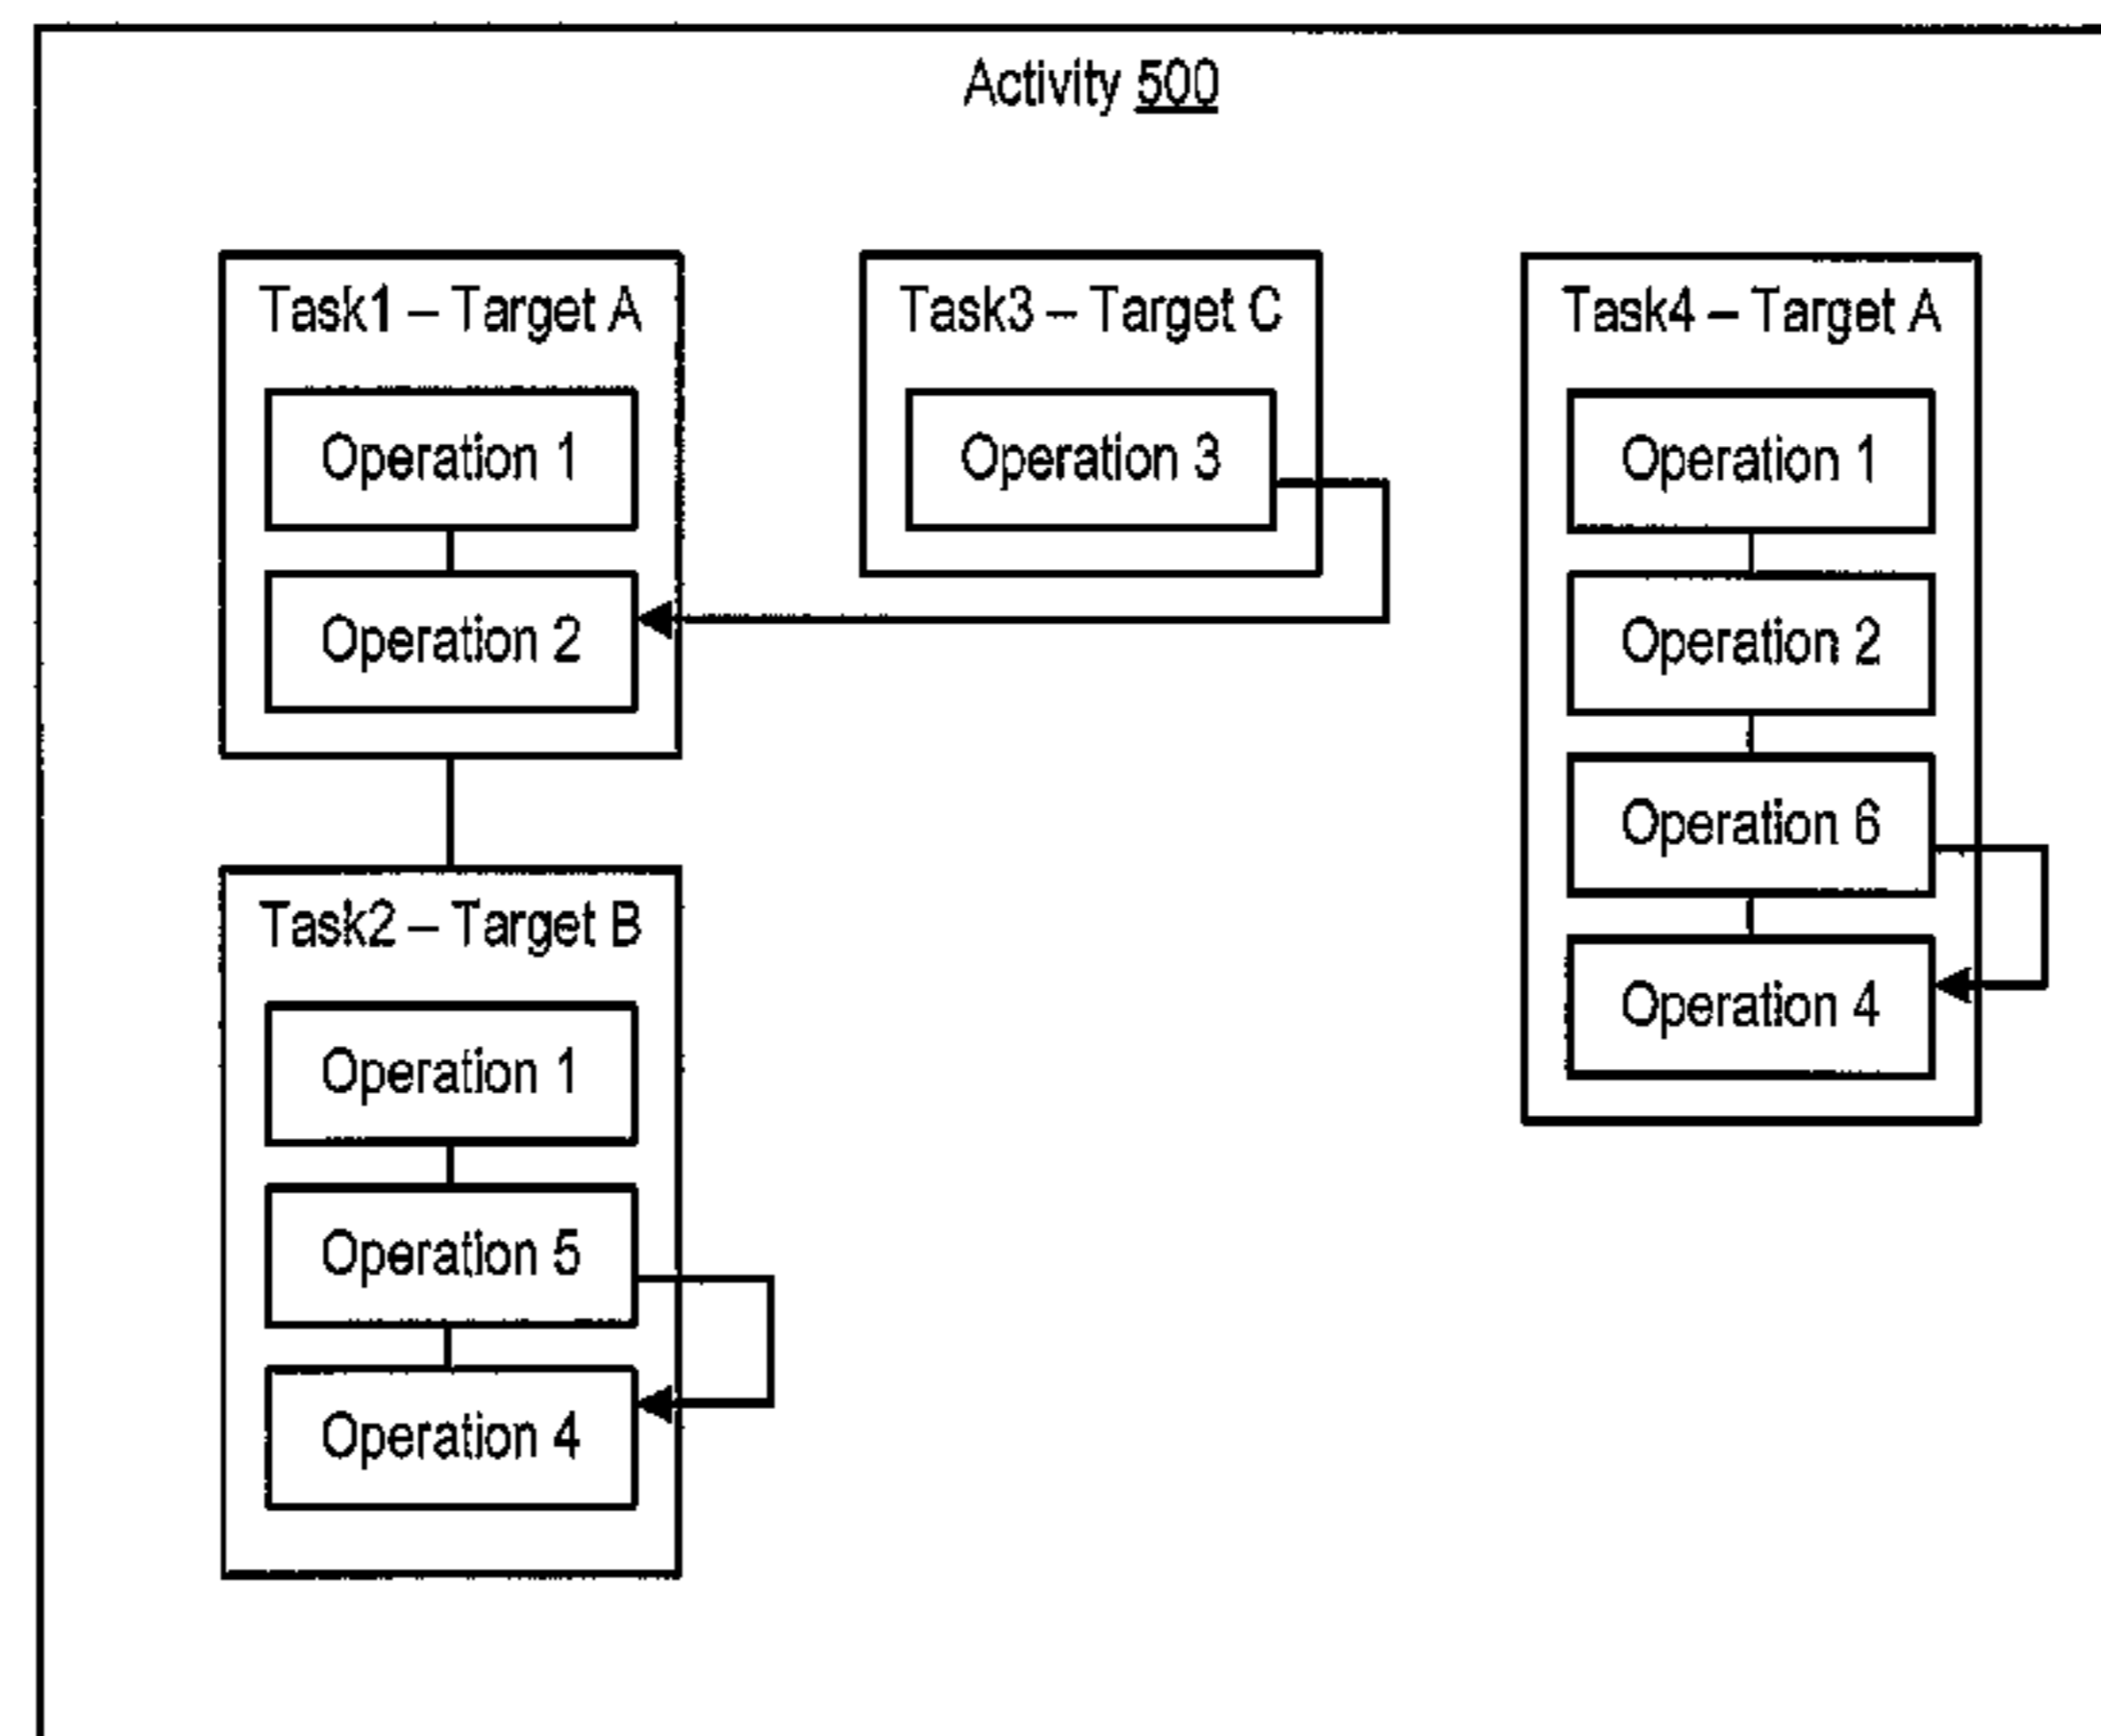 Activity 500
Task1 – Target A
Operation 1
Operation 2
Task2 – Target B
Operation 1
Operation 5
Operation 4
Task3 – Target C
Operation 3
Task4 – Target A
Operation 1
Operation 2
Operation 6
Operation 4